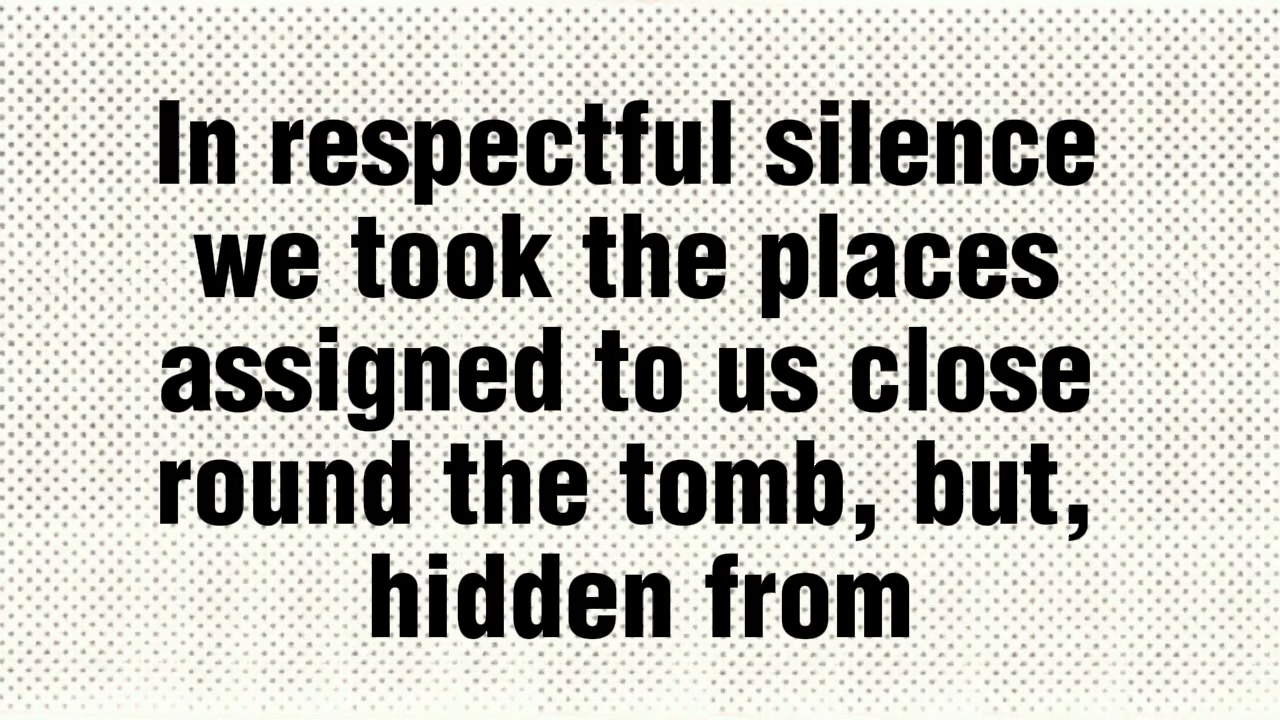 In respectful silence
we took the places
assigned to us close
round the tomb, but,
hidden from